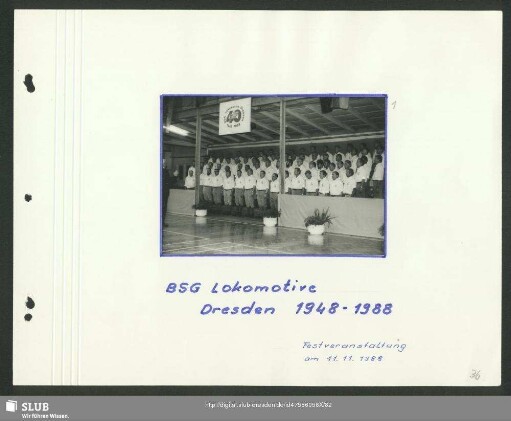 40
1
BSG Lokomotive
Dresden 1948-1988
Festveranstaltung
am 11.11.1988
36
SLUB
Wir führen Wissen.